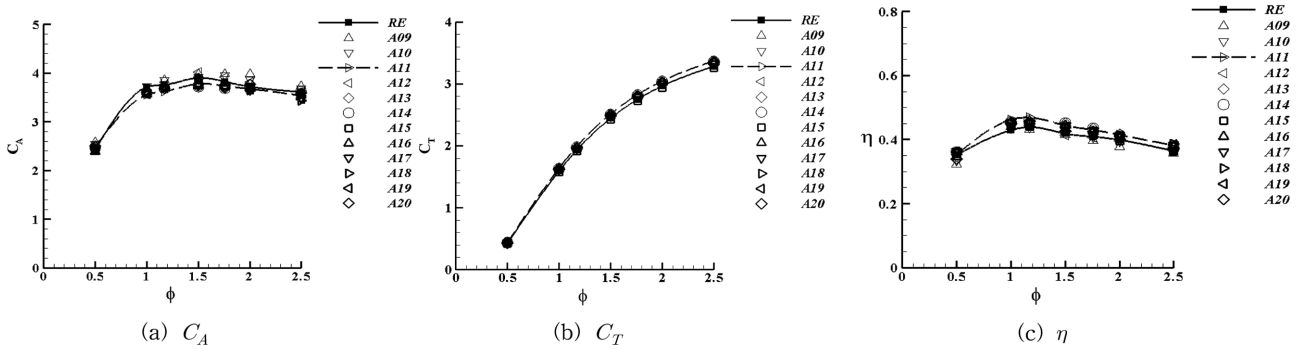 5
4
3
2
1
0
C_A
0
0.5
1
1.5
2
2.5
ϕ
RE
A09
A10
A11
A12
A13
A14
A15
A16
A17
A18
A19
A20
(a) C_A
4
3
2
1
0
C_T
0
0.5
1
1.5
2
2.5
ϕ
RE
A09
A10
A11
A12
A13
A14
A15
A16
A17
A18
A19
A20
(b) C_T
0.8
0.6
0.4
0.2
0
η
0
0.5
1
1.5
2
2.5
ϕ
RE
A09
A10
A11
A12
A13
A14
A15
A16
A17
A18
A19
A20
(c) η